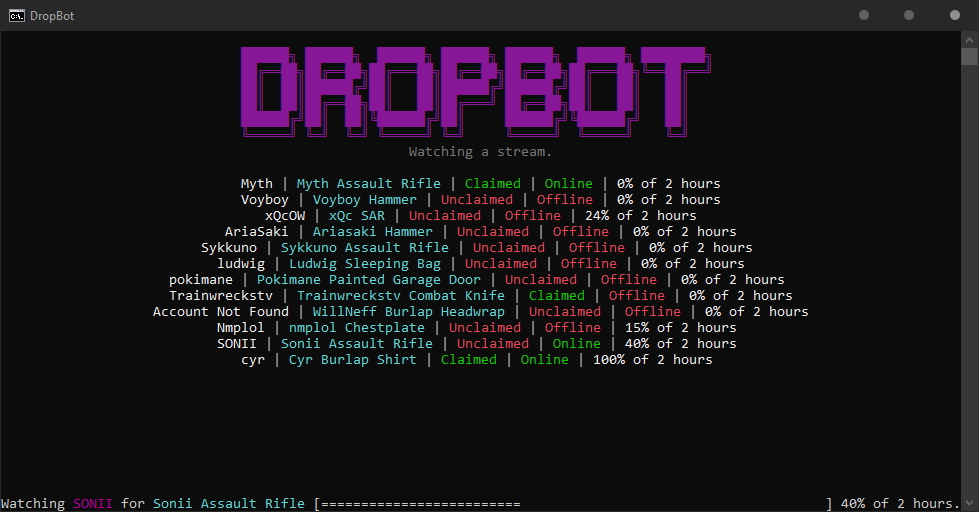 DropBot
DROPBOT
Watching a stream.
Myth | Myth Assault Rifle | Claimed | Online | 0% of 2 hours
Voyboy | Voyboy Hammer | Unclaimed | Offline | 0% of 2 hours
xQcOW | xQc SAR | Unclaimed | Offline | 24% of 2 hours
AriaSaki | Ariasaki Hammer | Unclaimed | Offline | 0% of 2 hours
Sykkuno | Sykkuno Assault Rifle | Unclaimed | Offline | 0% of 2 hours
ludwig | Ludwig Sleeping Bag | Unclaimed | Offline | 0% of 2 hours
pokimane | Pokimane Painted Garage Door | Unclaimed | Offline | 0% of 2 hours
Trainwreckstv | Trainwreckstv Combat Knife | Claimed | Offline | 0% of 2 hours
Account Not Found | WillNeff Burlap Headwrap | Unclaimed | Offline | 0% of 2 hours
Nmplol | nmplol Chestplate | Unclaimed | Offline | 15% of 2 hours
SONII | Sonii Assault Rifle | Unclaimed | Online | 40% of 2 hours
cyr | Cyr Burlap Shirt | Claimed | Online | 100% of 2 hours
Watching SONII for Sonii Assault Rifle [=========================                                      ] 40% of 2 hours.